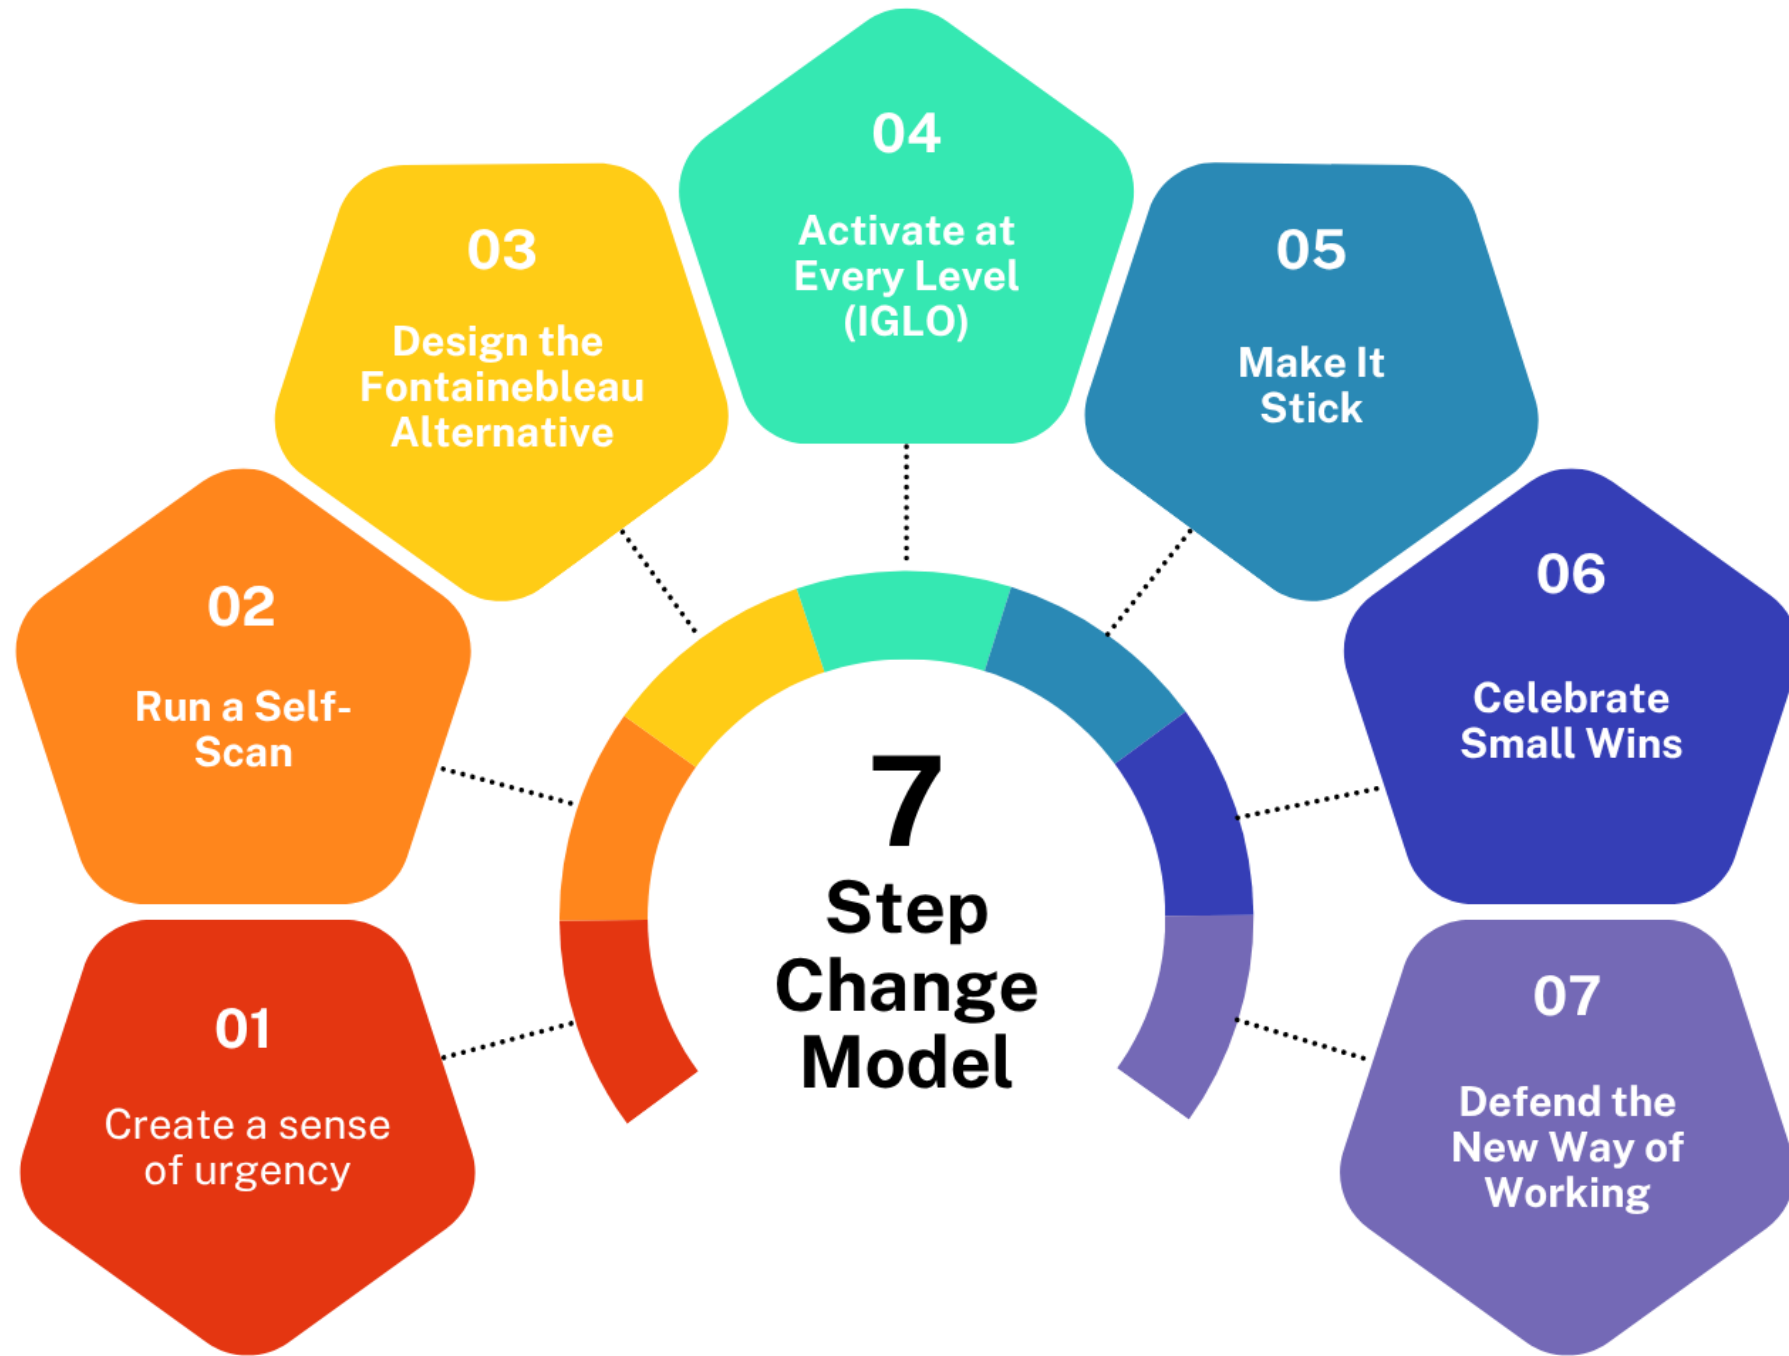 01
Create a sense
of urgency
02
Run a Self-
Scan
03
Design the
Fontainebleau
Alternative
04
Activate at
Every Level
(IGLO)
05
Make It
Stick
06
Celebrate
Small Wins
07
Defend the
New Way of
Working
7
Step
Change
Model